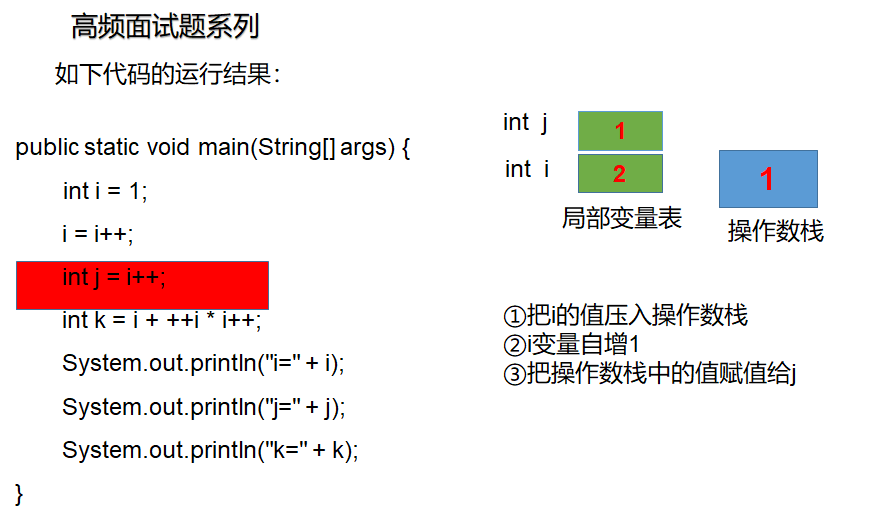 高频面试题系列
如下代码的运行结果：
public static void main(String[] args) {
int i = 1;
i = i++;
int j = i++;
int k = i + ++i * i++;
System.out.println("i=" + i);
System.out.println("j=" + j);
System.out.println("k=" + k);
}
int j
1
int i
2
1
局部变量表
操作数栈
①把i的值压入操作数栈
②i变量自增1
③把操作数栈中的值赋值给j